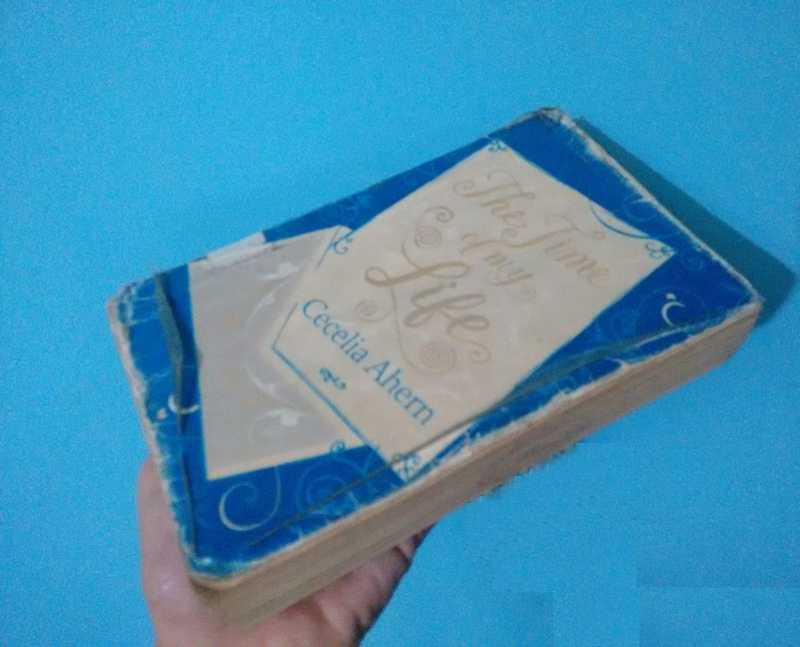 The Time
of my
Life
Cecelia Ahern